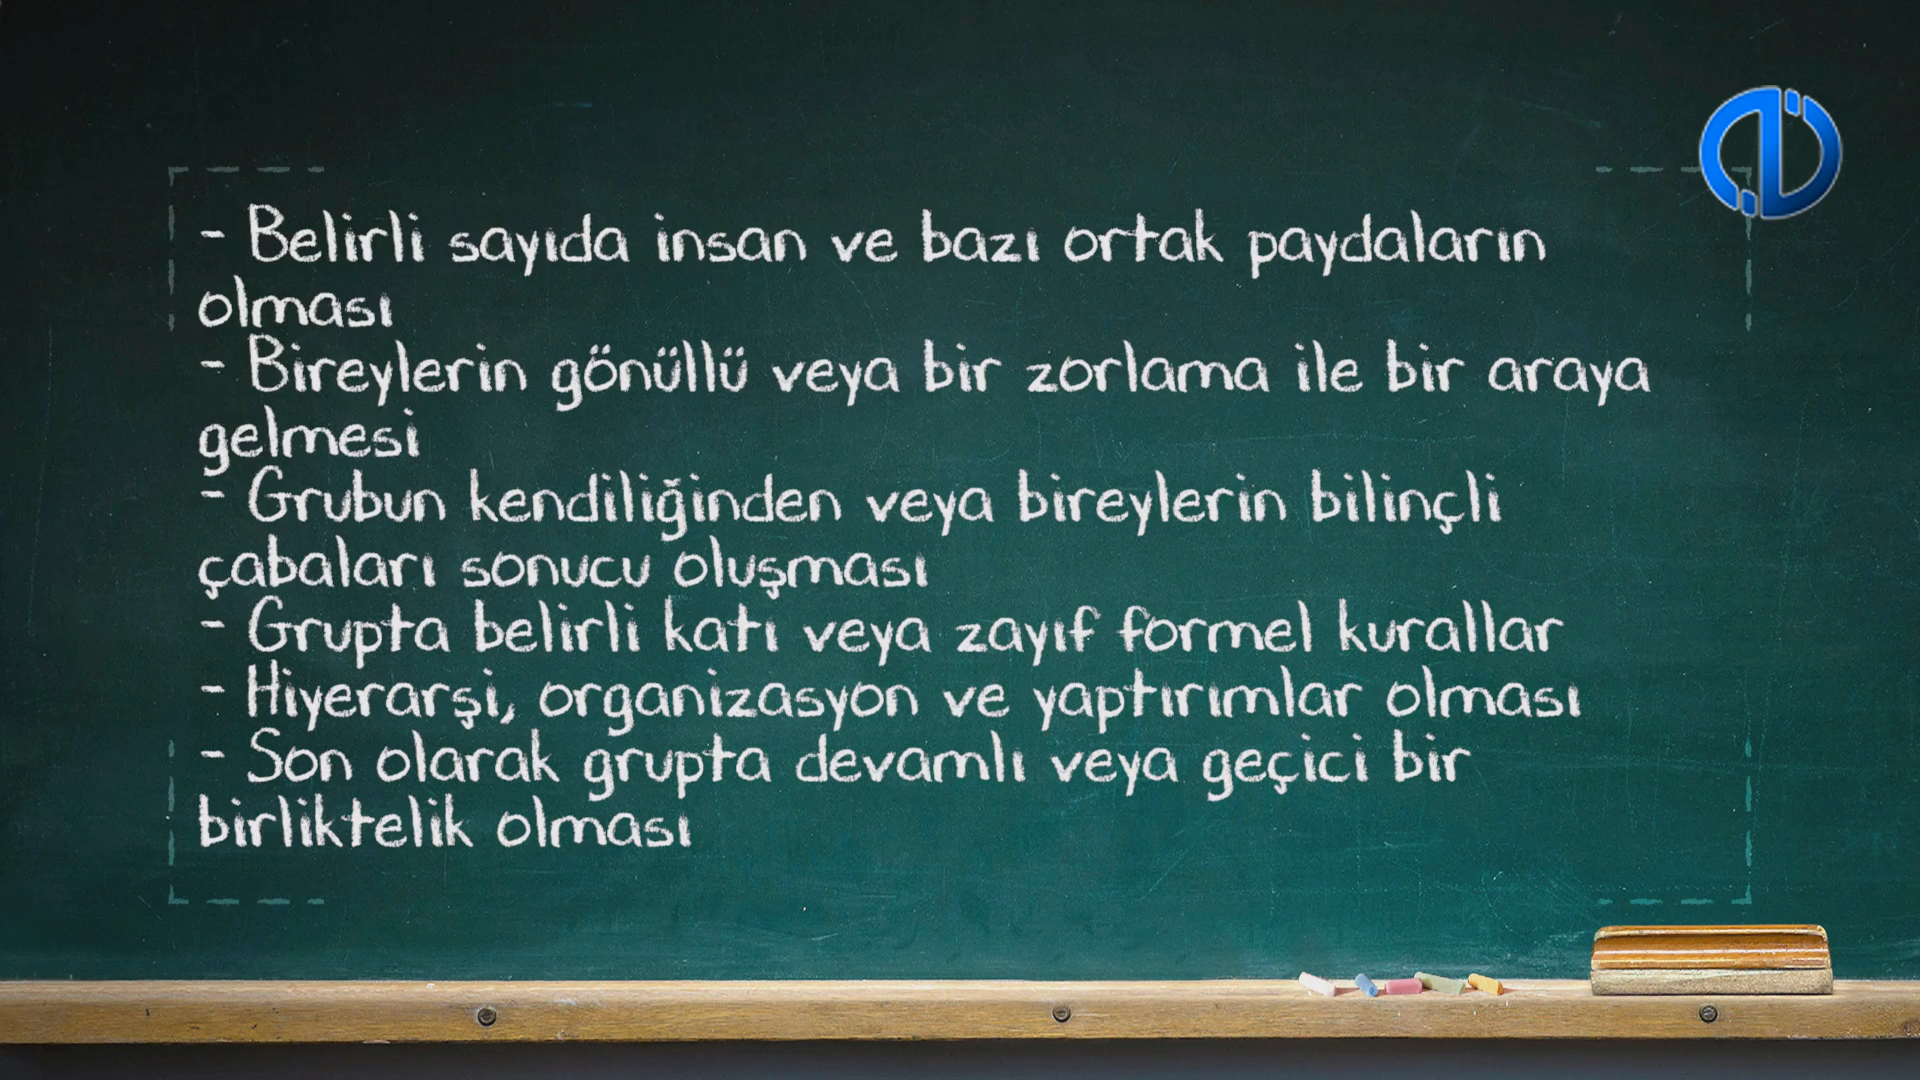 - Belirli sayıda insan ve bazı ortak paydaların
olması
- Bireylerin gönüllü veya bir zorlama ile bir araya
gelmesi
- Grubun kendiliğinden veya bireylerin bilinçli
çabaları sonucu oluşması
- Grupta belirli katı veya zayıf formel kurallar
- Hiyerarşi, organizasyon ve yaptırımlar olması
- Son olarak grupta devamlı veya geçici bir
birliktelik olması